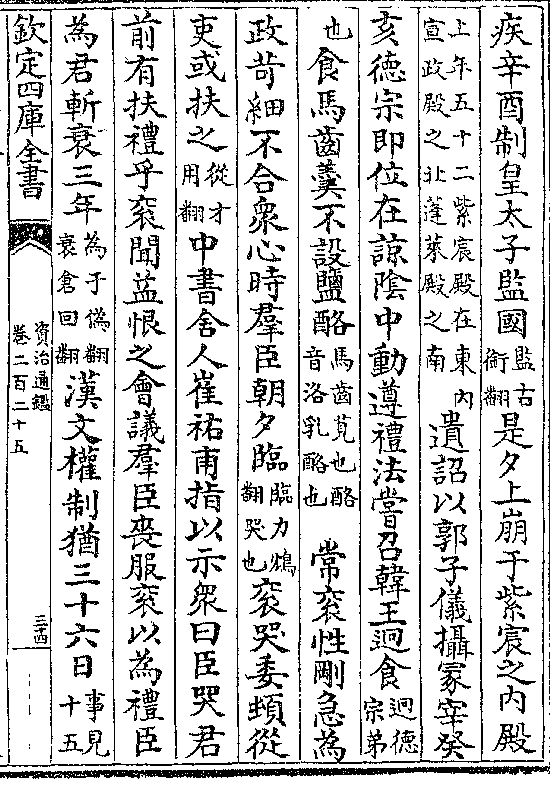 疾辛酉制皇太子監國監古衘翻是夕上崩于紫宸之内殿
上年五十二紫宸殿在東内宣政殿之北蓬萊殿之南遺詔以郭子儀攝冢宰癸
亥德宗即位在諒陰中動遵禮法嘗召韓王迥食迥德宗弟
也食馬齒羹不設鹽酪馬齒莧也酪音洛乳酪也常衮性剛急為
政苛細不合衆心時羣臣朝夕臨臨力鴆翻哭也衮哭委頓從
吏或扶之從才用翻中書舍人崔祐甫指以示衆曰臣哭君
前有扶禮乎衮聞益恨之會議羣臣喪服衮以為禮臣
為君斬衰三年為于偽翻衰倉回翻漢文權制猶三十六日事見十五
欽定四庫全書
資治通鑑
卷二百二十五
三十四